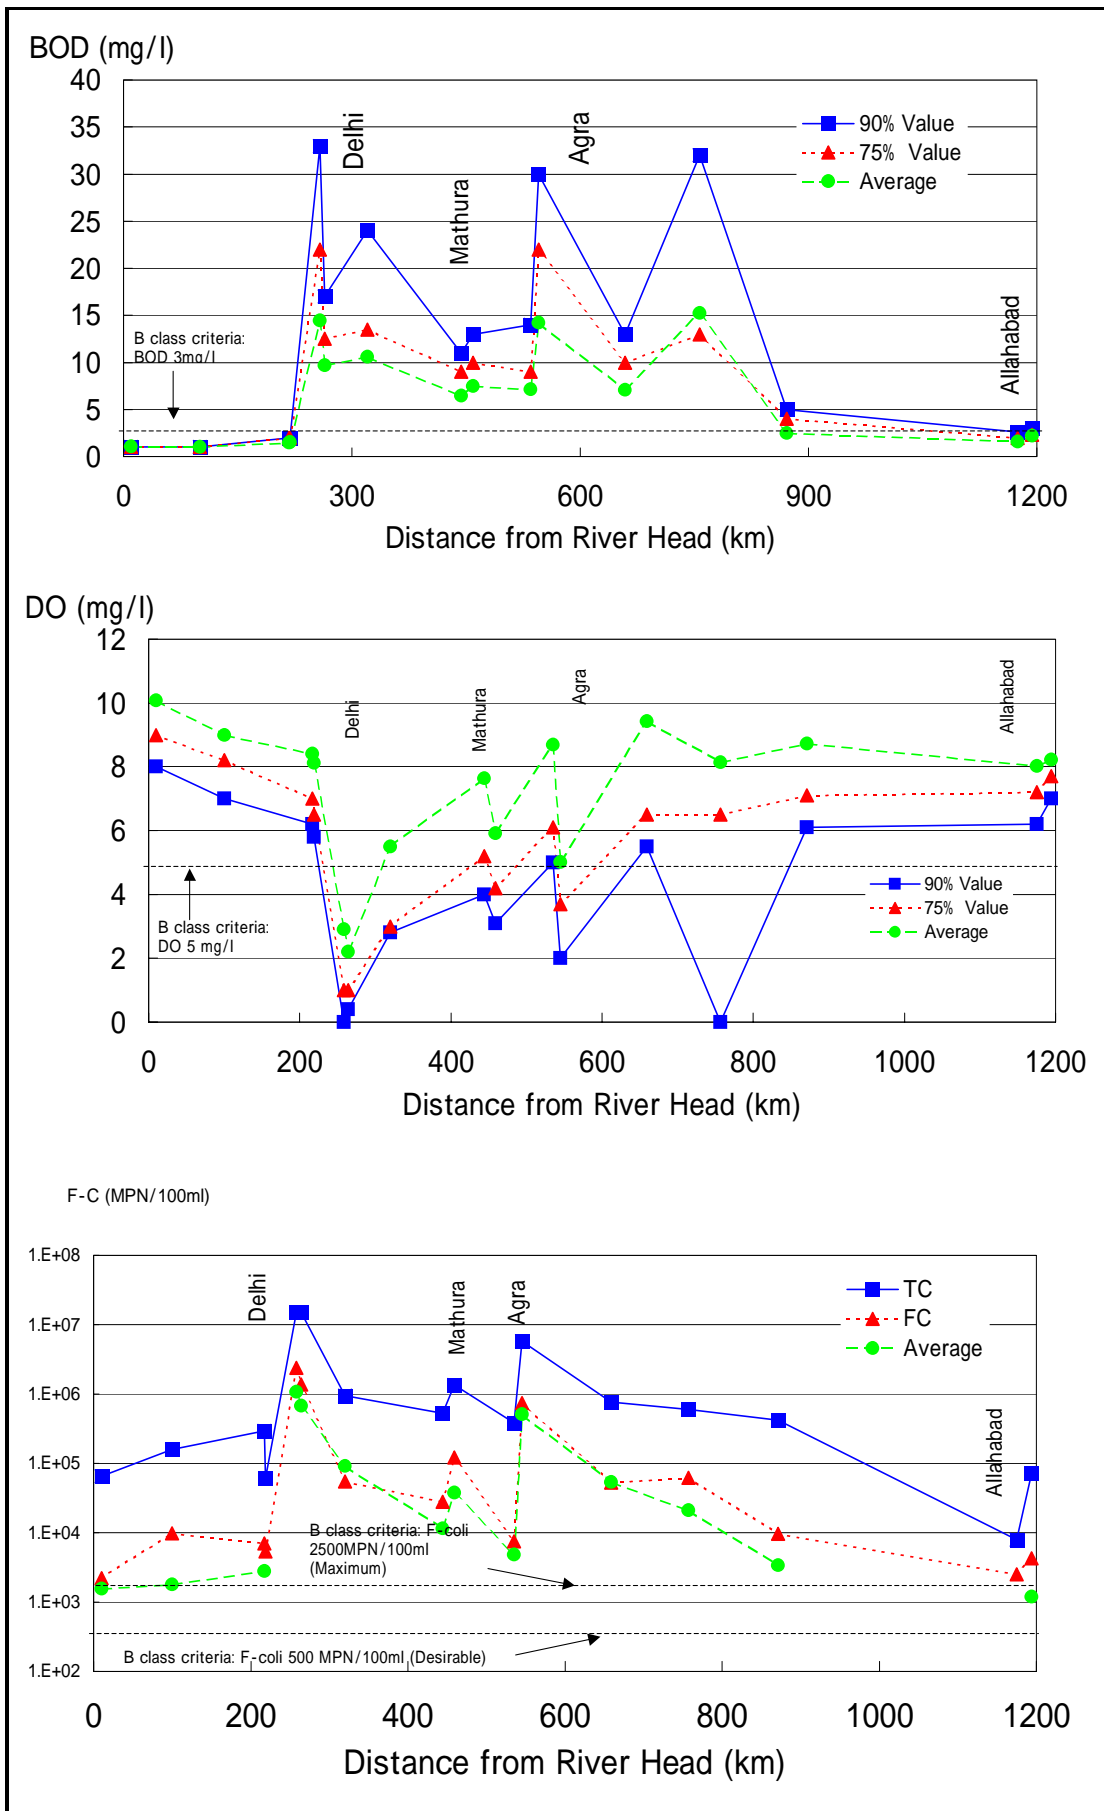 BOD (mg/l)
40
35
30
25
20
15
10
5
0
Delhi
Mathura
Agra
Allahabad
90% Value
75% Value
Average
B class criteria:
BOD 3mg/l
0 300 600 900 1200
Distance from River Head (km)
DO (mg/l)
12
10
8
6
4
2
0
Delhi
Mathura
Agra
Allahabad
B class criteria:
DO 5 mg/l
90% Value
75% Value
Average
0 200 400 600 800 1000 1200
Distance from River Head (km)
F-C (MPN/100ml)
1.E+08
1.E+07
1.E+06
1.E+05
1.E+04
1.E+03
1.E+02
Delhi
Mathura
Agra
Allahabad
TC
FC
Average
B class criteria: F-coli
2500MPN/100ml
(Maximum)
B class criteria: F-coli 500 MPN/100ml (Desirable)
0 200 400 600 800 1000 1200
Distance from River Head (km)